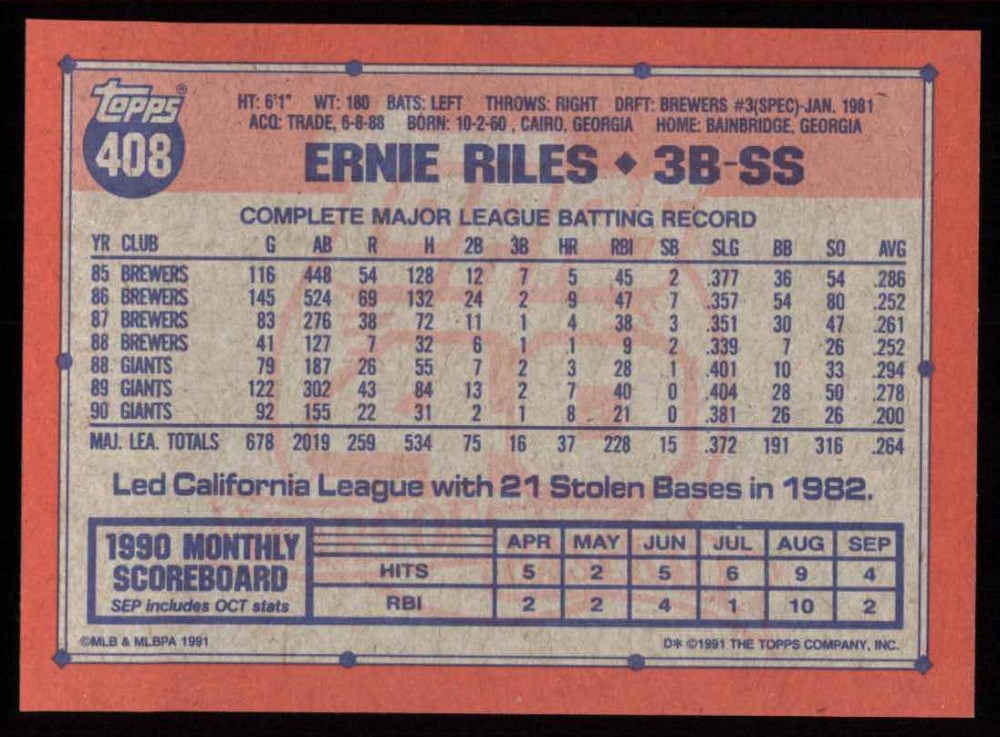 Topps®
408
HT: 6'1" WT: 180 BATS: LEFT THROWS: RIGHT DRFT: BREWERS #3(SPEC)-JAN. 1981
ACQ: TRADE, 6-8-88 BORN: 10-2-60 , CAIRO, GEORGIA HOME: BAINBRIDGE, GEORGIA
ERNIE RILES ◆ 3B-SS
COMPLETE MAJOR LEAGUE BATTING RECORD
YR CLUB G AB R H 2B 3B HR RBI SB SLG BB SO AVG
85 BREWERS 116 448 54 128 12 7 5 45 2 .377 36 54 .286
86 BREWERS 145 524 69 132 24 2 9 47 7 .357 54 80 .252
87 BREWERS 83 276 38 72 11 1 4 38 3 .351 30 47 .261
88 BREWERS 41 127 7 32 6 1 1 9 2 .339 7 26 .252
88 GIANTS 79 187 26 55 7 2 3 28 1 .401 10 33 .294
89 GIANTS 122 302 43 84 13 2 7 40 0 .404 28 50 .278
90 GIANTS 92 155 22 31 2 1 8 21 0 .381 26 26 .200
MAJ. LEA. TOTALS 678 2019 259 534 75 16 37 228 15 .372 191 316 .264
Led California League with 21 Stolen Bases in 1982.
1990 MONTHLY
SCOREBOARD
SEP includes OCT stats
APR MAY JUN JUL AUG SEP
HITS 5 2 5 6 9 4
RBI 2 2 4 1 10 2
©MLB & MLBPA 1991
D* ©1991 THE TOPPS COMPANY, INC.